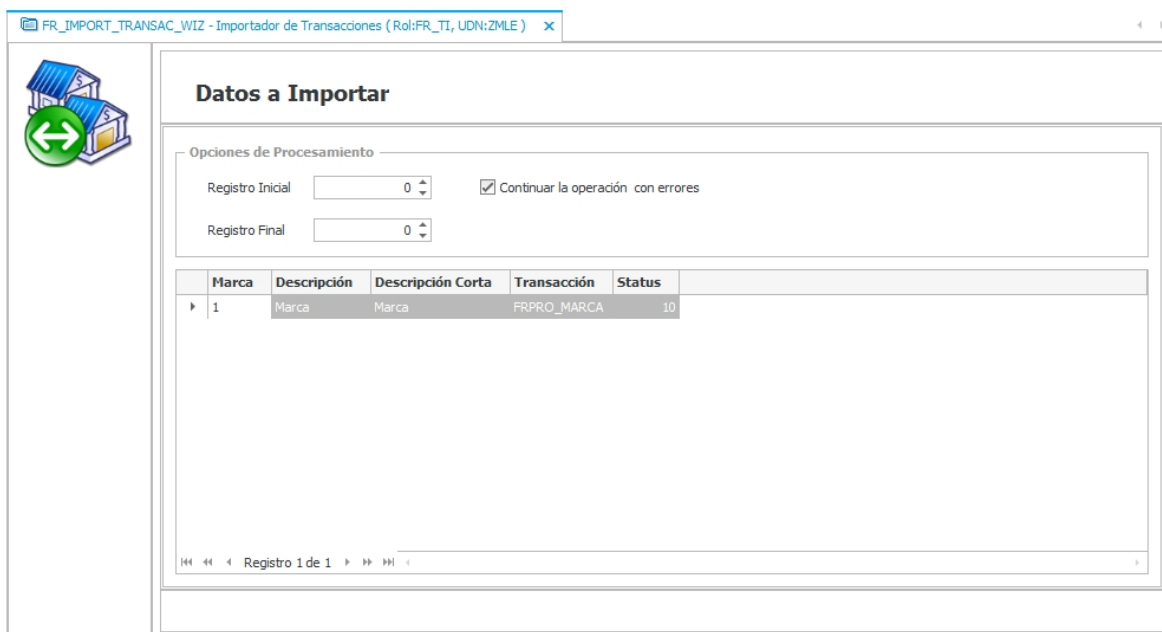 FR_IMPORT_TRANSAC_WIZ - Importador de Transacciones ( Rol:FR_TI, UDN:ZMLE ) x
Datos a Importar
Opciones de Procesamiento
Registro Inicial 0 Continuar la operación con errores
Registro Final 0
Marca Descripción Descripción Corta Transacción Status
1 Marca Marca FRPRO_MARCA 10
Registro 1 de 1